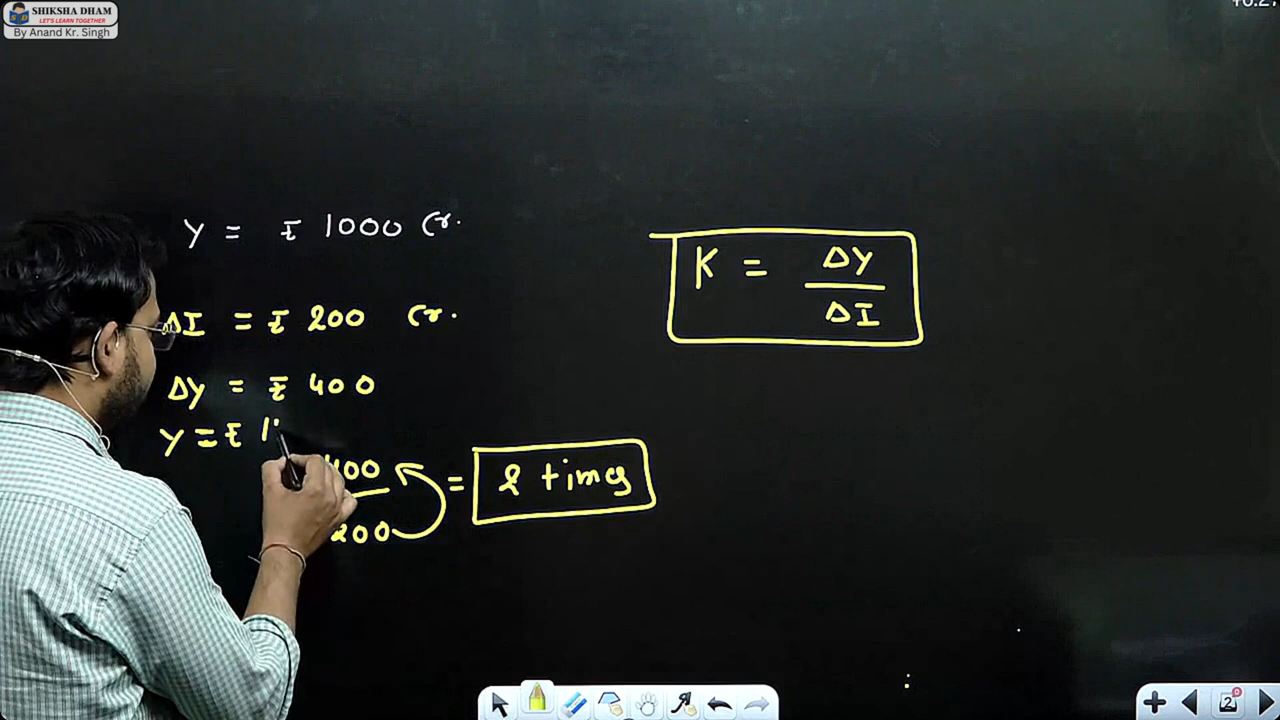 SHIKSHA DHAM
LET'S LEARN TOGETHER
By Anand Kr. Singh
Y = ₹ 1000 Cr.
ΔI = ₹ 200 Cr.
ΔY = ₹ 400
Y = ₹ 1
400
200
= 2 times
K = ΔY
ΔI
2